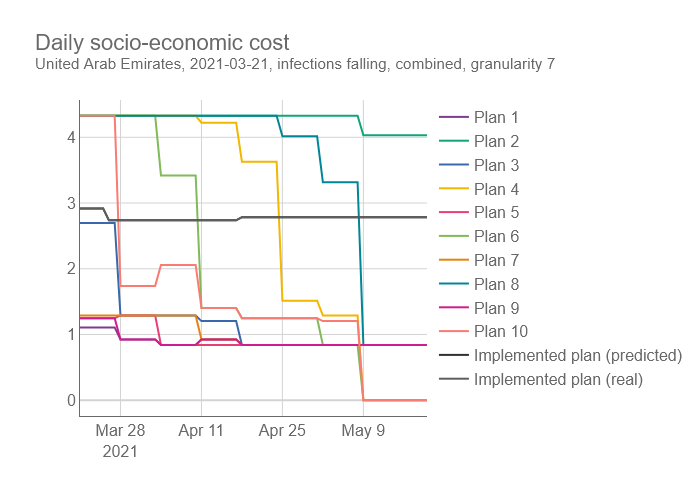 Daily socio-economic cost
United Arab Emirates, 2021-03-21, infections falling, combined, granularity 7
4
3
2
1
0
Mar 28
2021
Apr 11
Apr 25
May 9
Plan 1
Plan 2
Plan 3
Plan 4
Plan 5
Plan 6
Plan 7
Plan 8
Plan 9
Plan 10
Implemented plan (predicted)
Implemented plan (real)